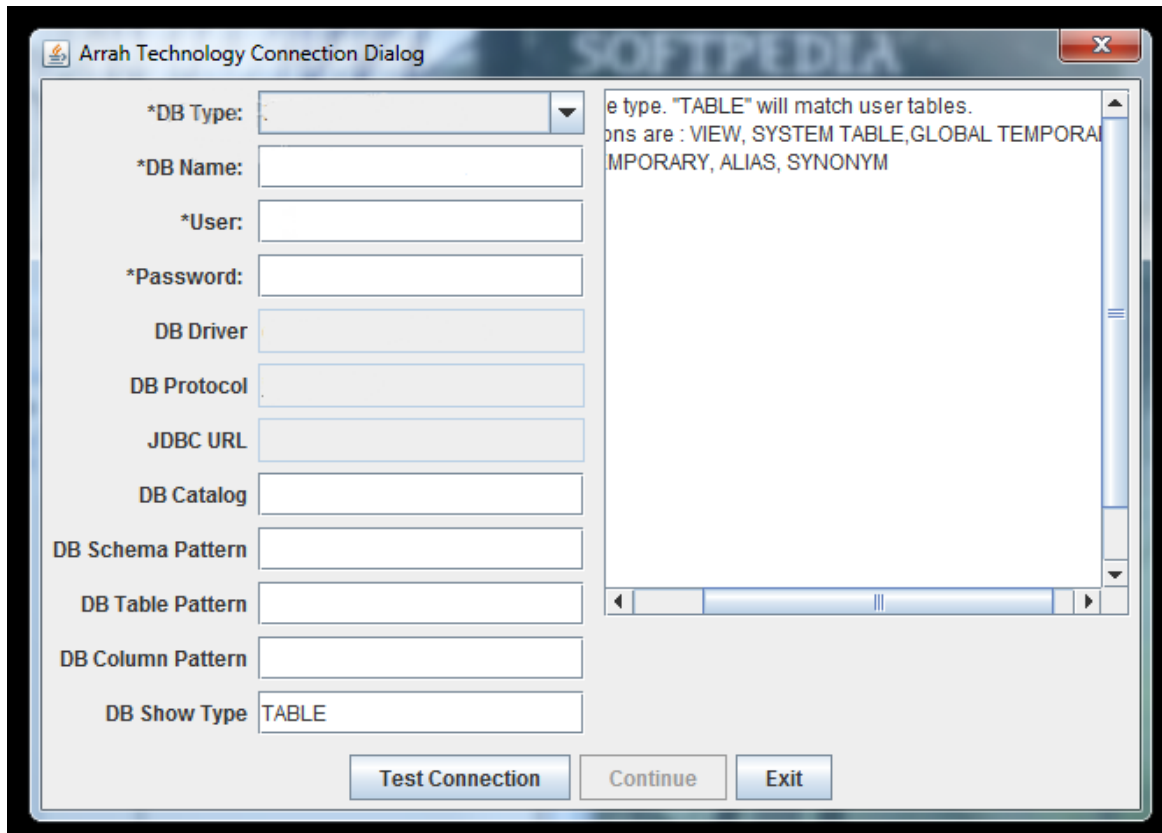 SOFTPEDIA
Arrah Technology Connection Dialog
*DB Type:
*DB Name:
*User:
*Password:
DB Driver
DB Protocol
JDBC URL
DB Catalog
DB Schema Pattern
DB Table Pattern
DB Column Pattern
DB Show Type TABLE
e type. "TABLE" will match user tables.
ons are : VIEW, SYSTEM TABLE,GLOBAL TEMPORA
MPORARY, ALIAS, SYNONYM
Test Connection Continue Exit